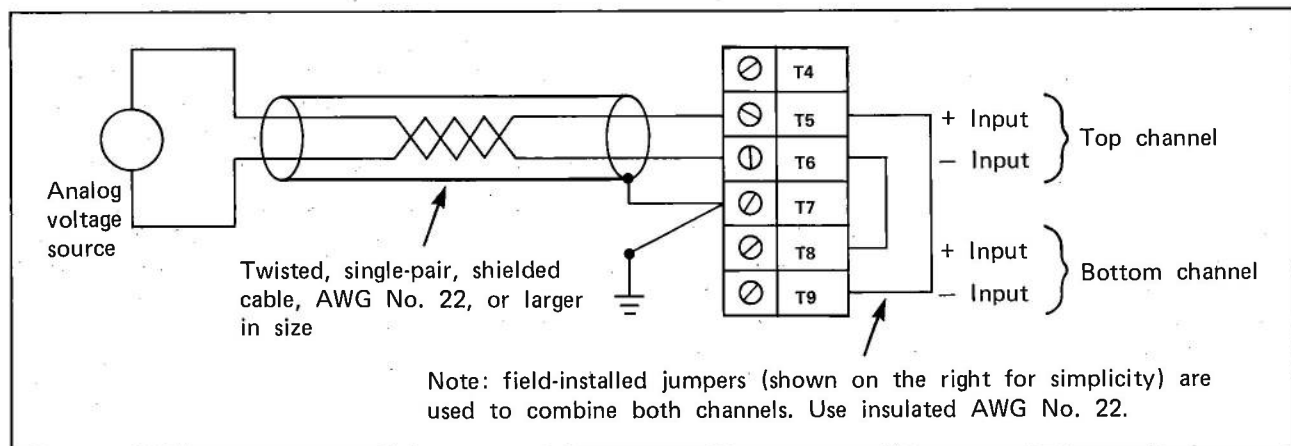 T4
T5
T6
T7
T8
T9
+ Input
– Input
Top channel
+ Input
– Input
Bottom channel
Analog
voltage
source
Twisted, single-pair, shielded
cable, AWG No. 22, or larger
in size
Note: field-installed jumpers (shown on the right for simplicity) are
used to combine both channels. Use insulated AWG No. 22.